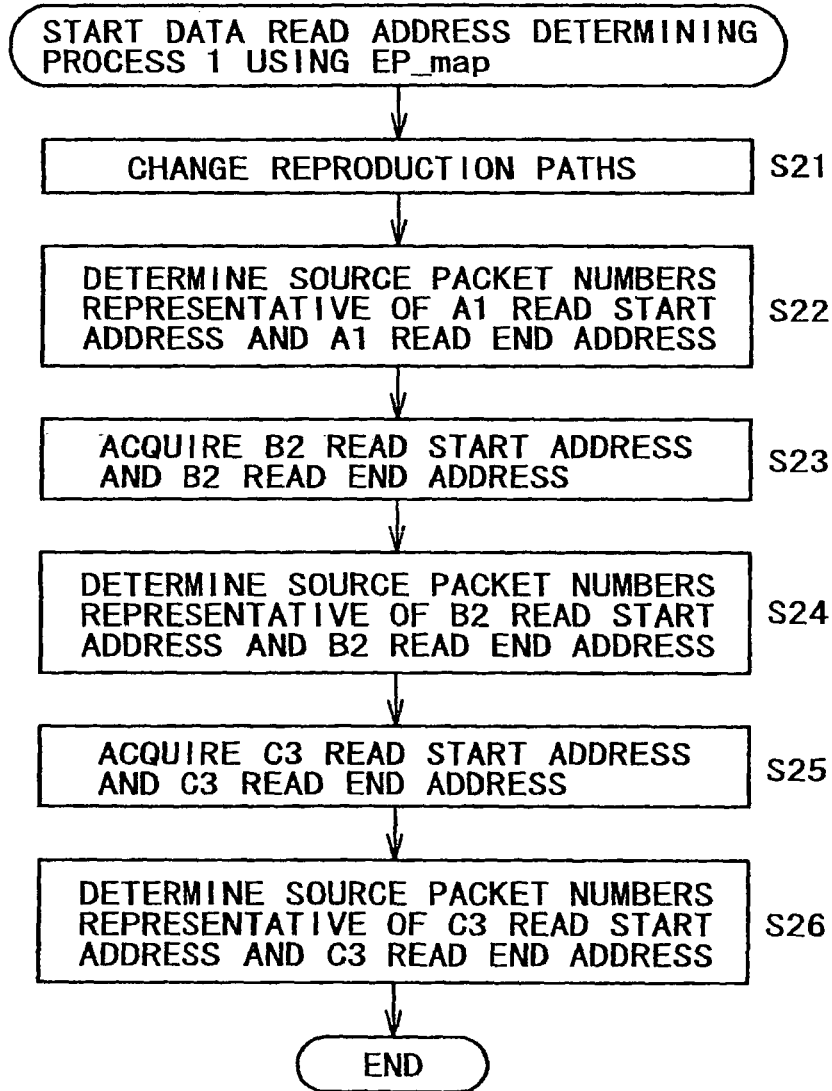 START DATA READ ADDRESS DETERMINING
PROCESS 1 USING EP_map
CHANGE REPRODUCTION PATHS
S21
DETERMINE SOURCE PACKET NUMBERS
REPRESENTATIVE OF A1 READ START
ADDRESS AND A1 READ END ADDRESS
S22
ACQUIRE B2 READ START ADDRESS
AND B2 READ END ADDRESS
S23
DETERMINE SOURCE PACKET NUMBERS
REPRESENTATIVE OF B2 READ START
ADDRESS AND B2 READ END ADDRESS
S24
ACQUIRE C3 READ START ADDRESS
AND C3 READ END ADDRESS
S25
DETERMINE SOURCE PACKET NUMBERS
REPRESENTATIVE OF C3 READ START
ADDRESS AND C3 READ END ADDRESS
S26
END